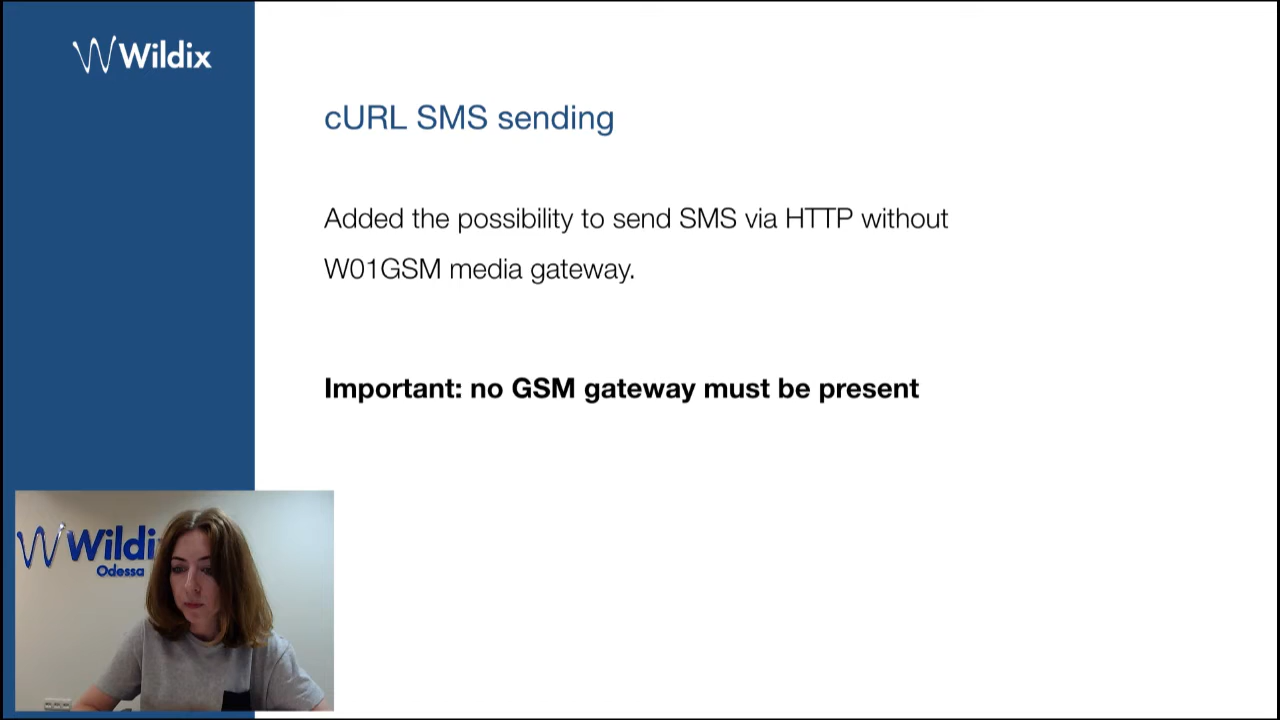 Wildix
cURL SMS sending
Added the possibility to send SMS via HTTP without
W01GSM media gateway.
Important: no GSM gateway must be present
Wildi
Odessa